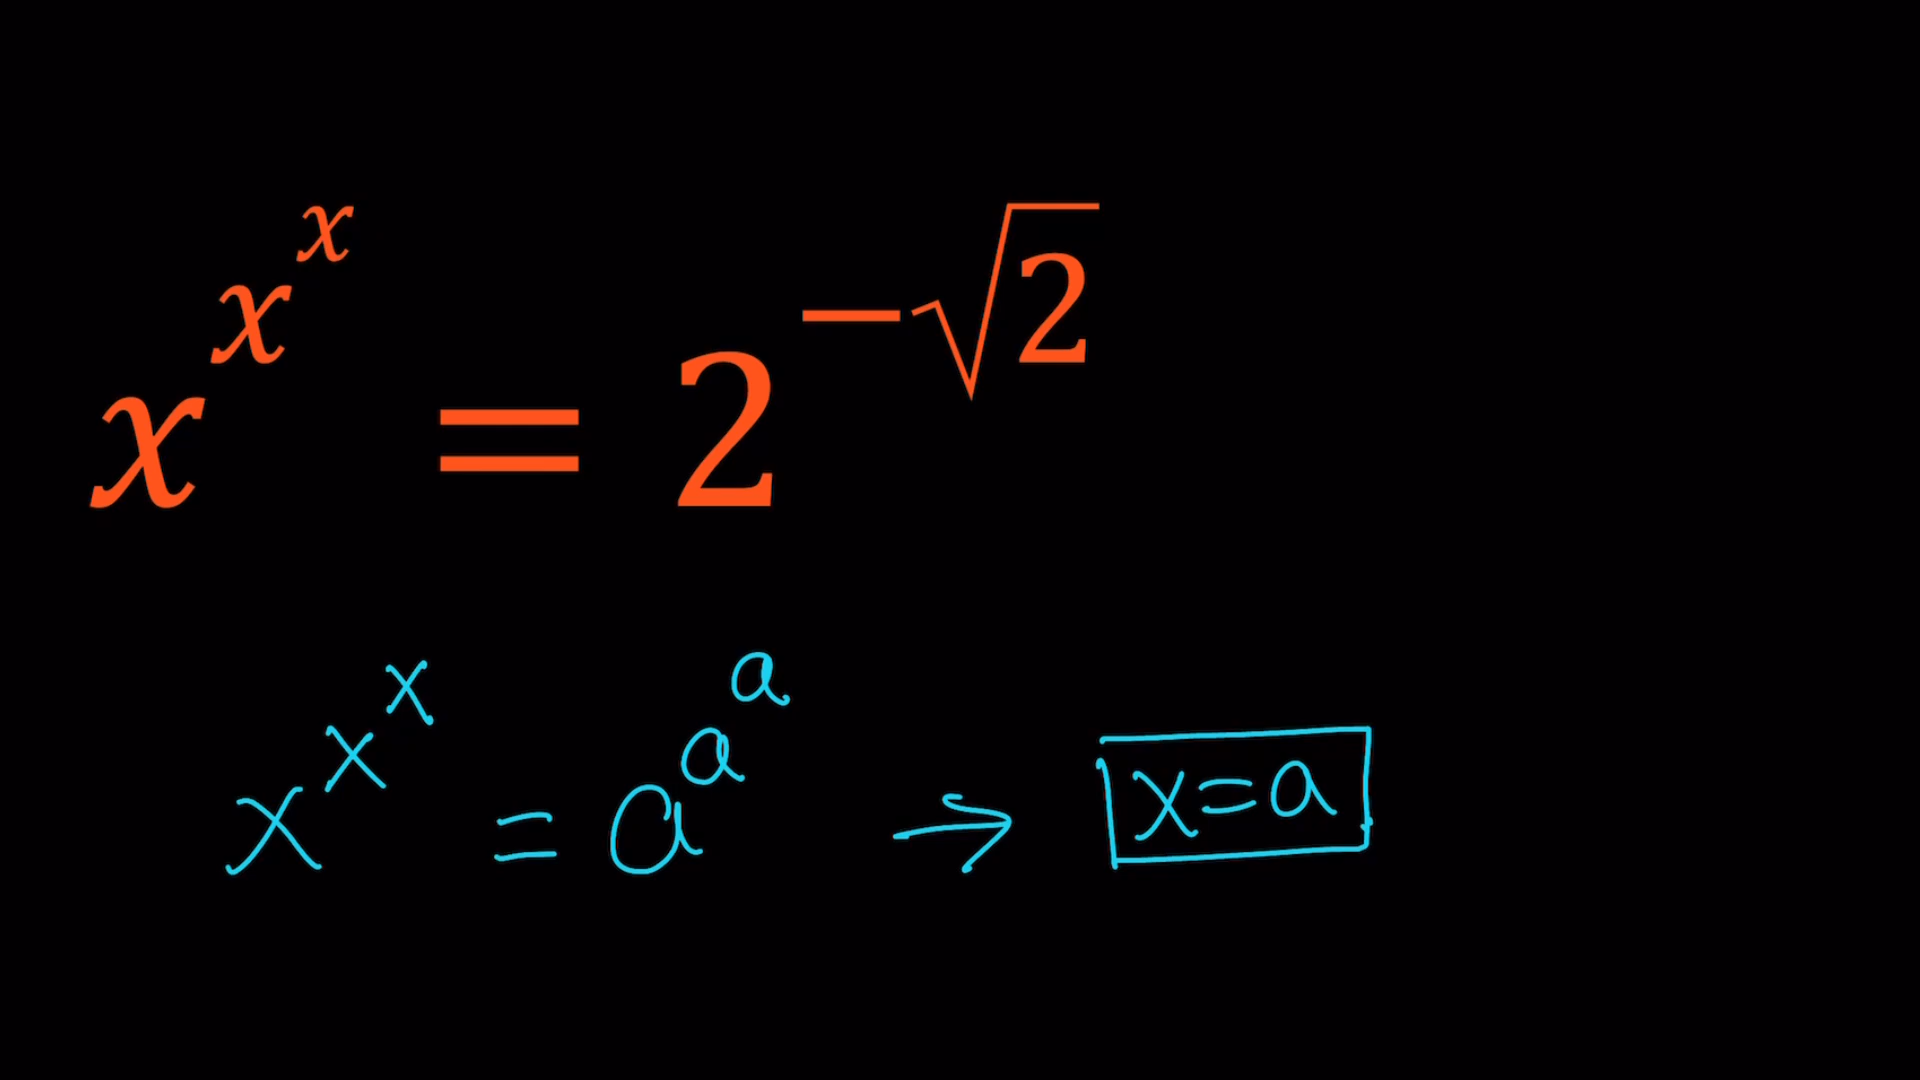 x^{x^x} = 2^{-√2}
x^{x^x} = a^{a^a} → x=a